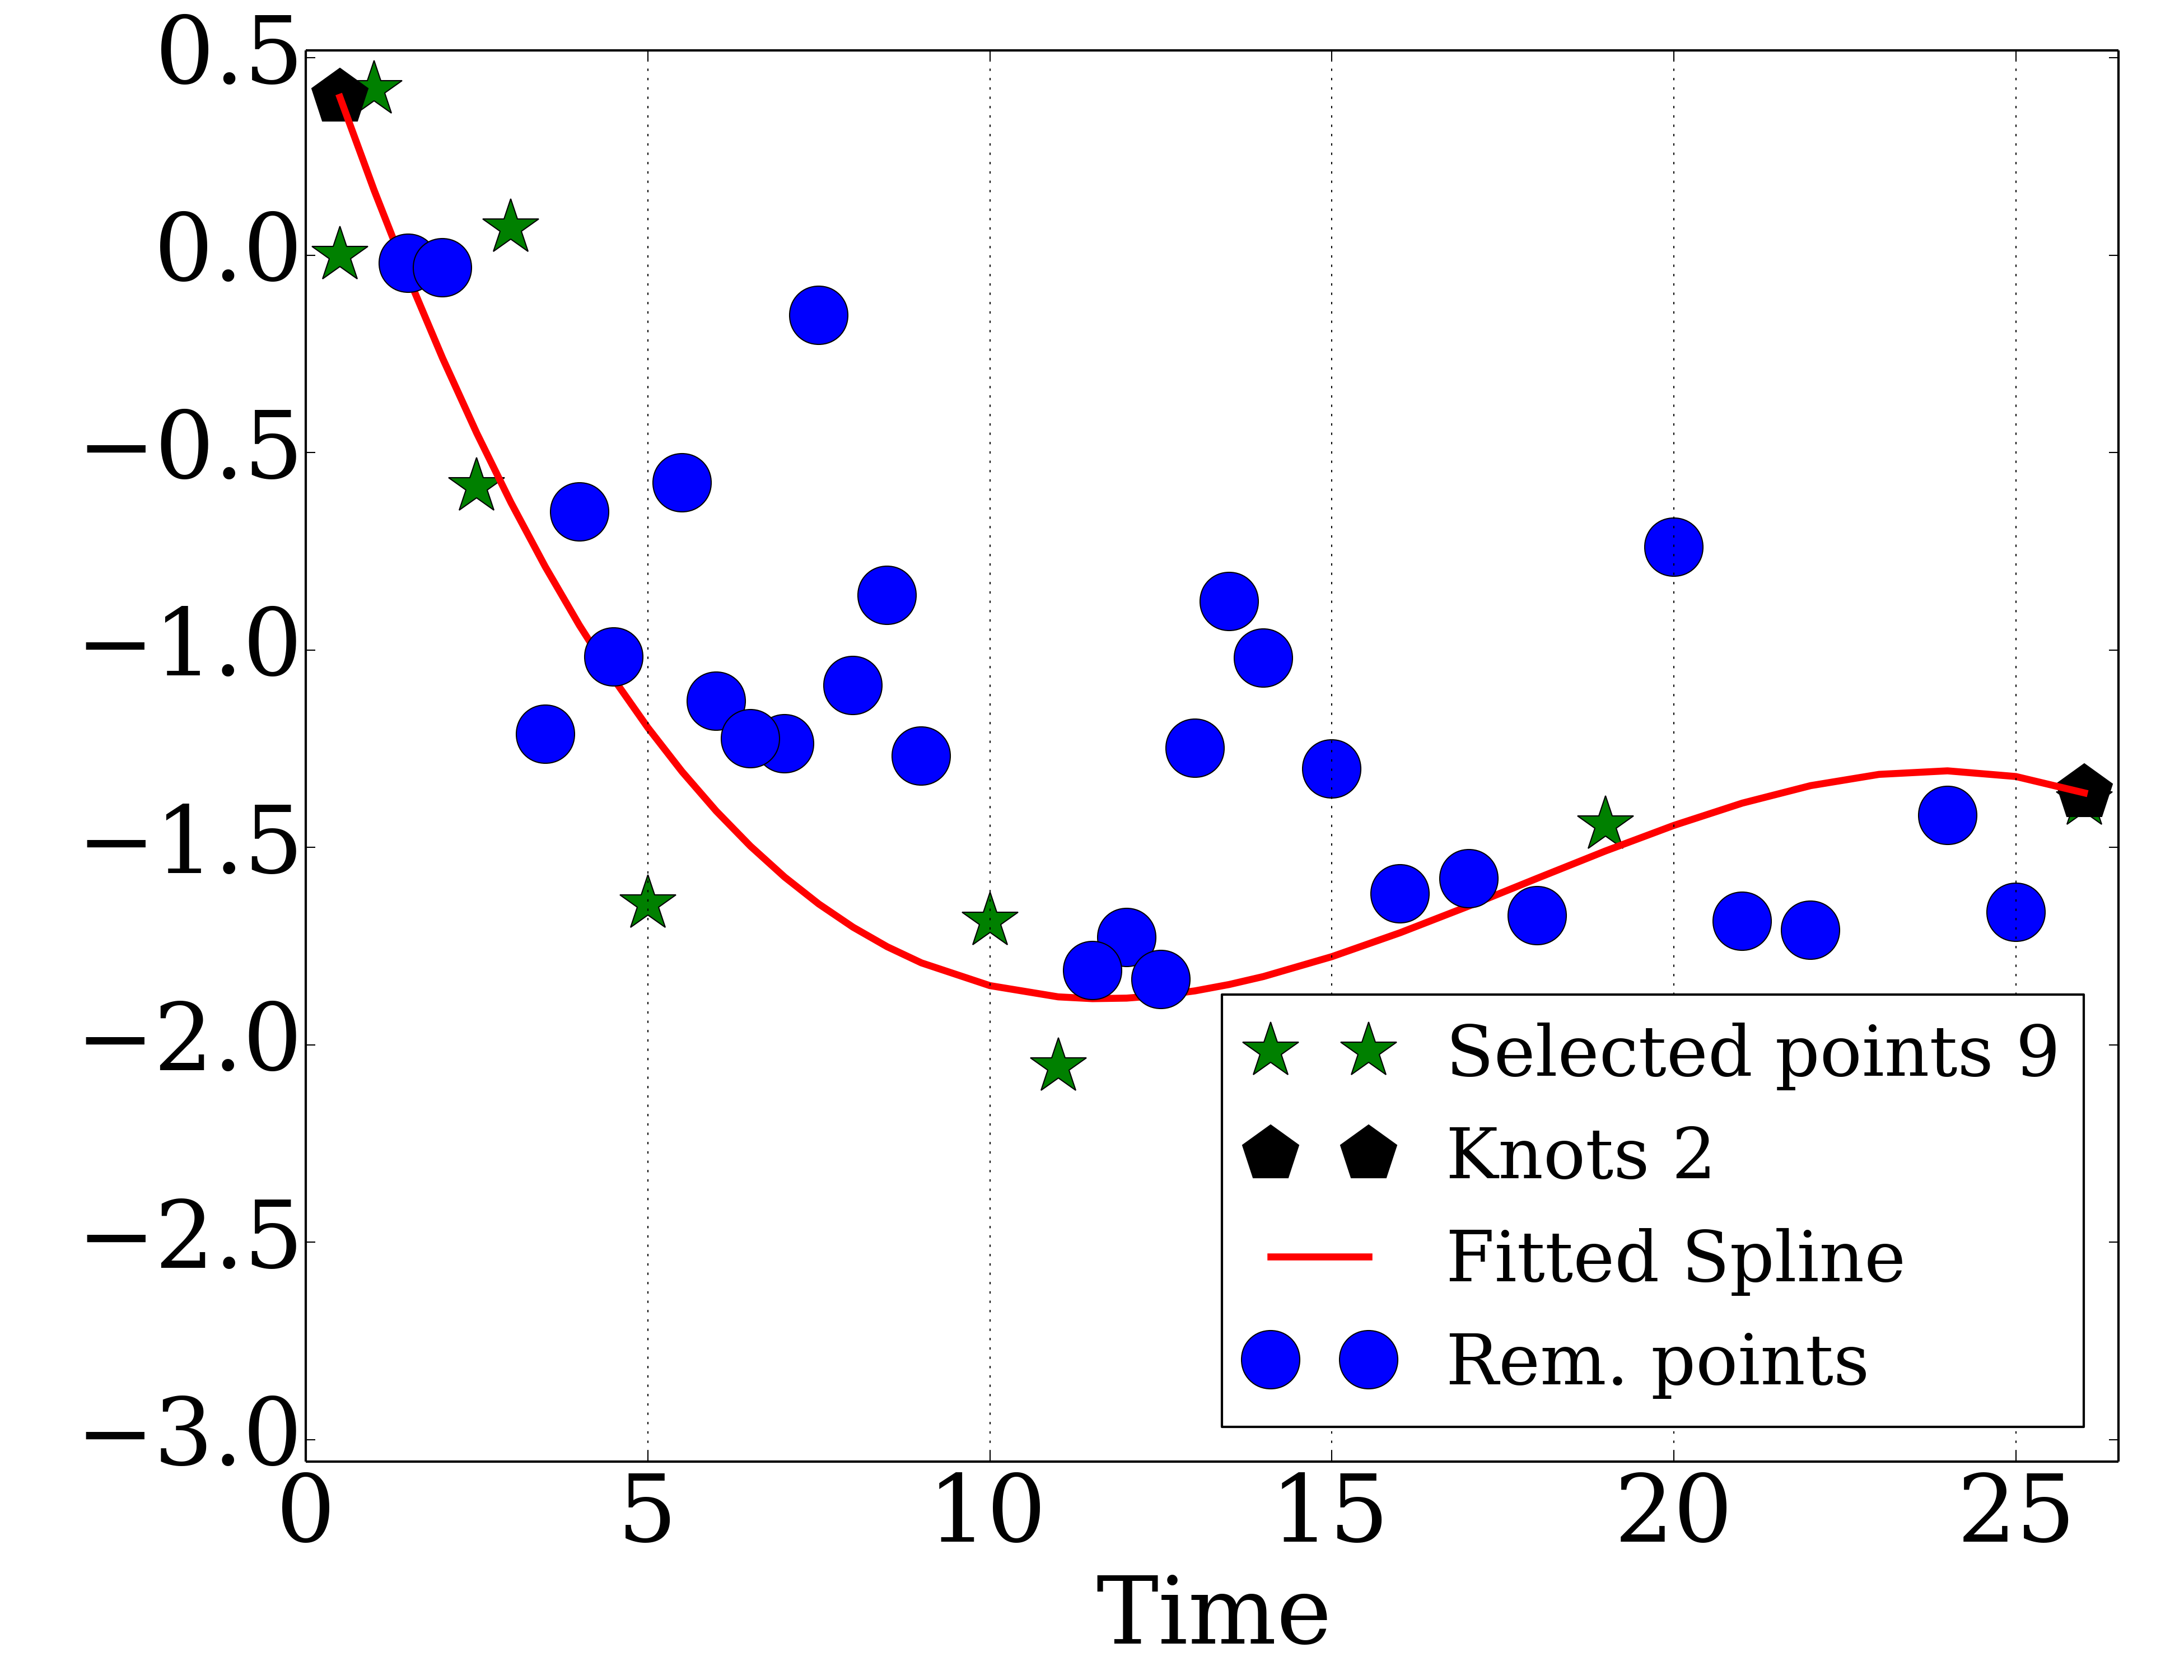 0.5
0.0
−0.5
−1.0
−1.5
−2.0
−2.5
−3.0
Selected points 9
Knots 2
Fitted Spline
Rem. points
0 5 10 15 20 25
Time